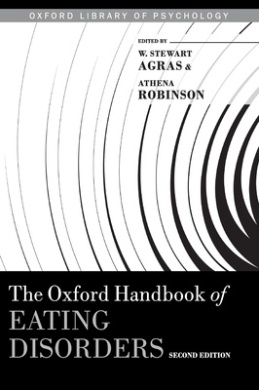 OXFORD LIBRARY OF PSYCHOLOGY
EDITED BY
W. STEWART
AGRAS &
ATHENA
ROBINSON
The Oxford Handbook of
EATING
DISORDERS SECOND EDITION